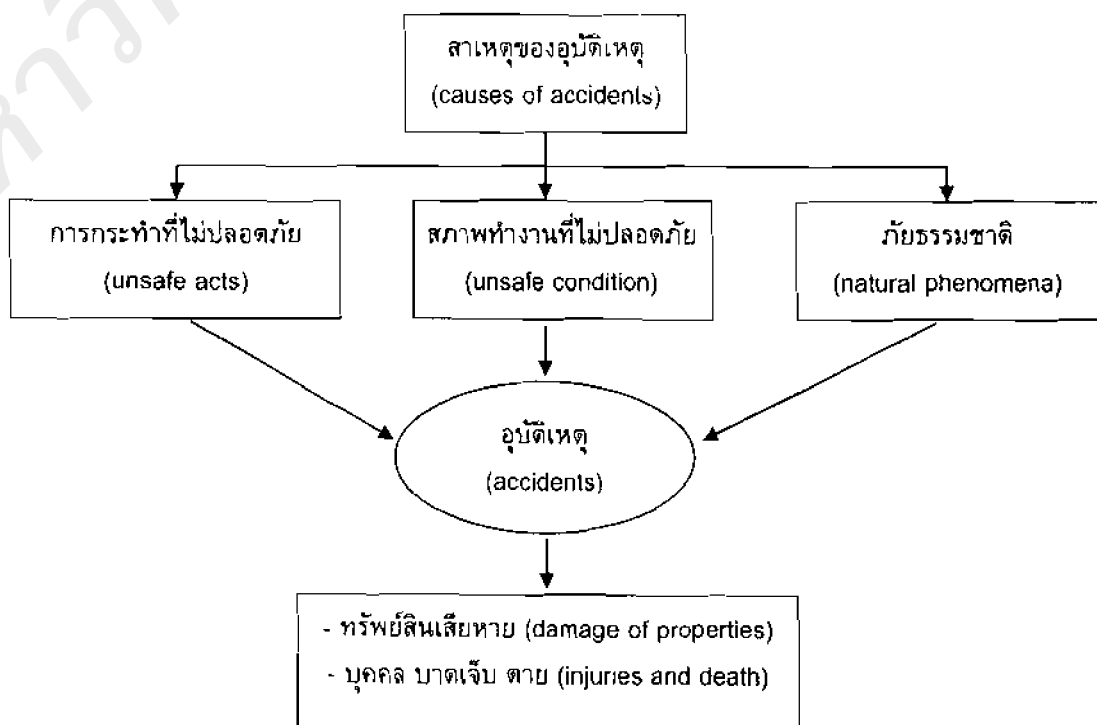 สาเหตุของอุบัติเหตุ
(causes of accidents)
การกระทำที่ไม่ปลอดภัย
(unsafe acts)
สภาพทำงานที่ไม่ปลอดภัย
(unsafe condition)
ภัยธรรมชาติ
(natural phenomena)
อุบัติเหตุ
(accidents)
- ทรัพย์สินเสียหาย (damage of properties)
- บุคคล บาดเจ็บ ตาย (injuries and death)